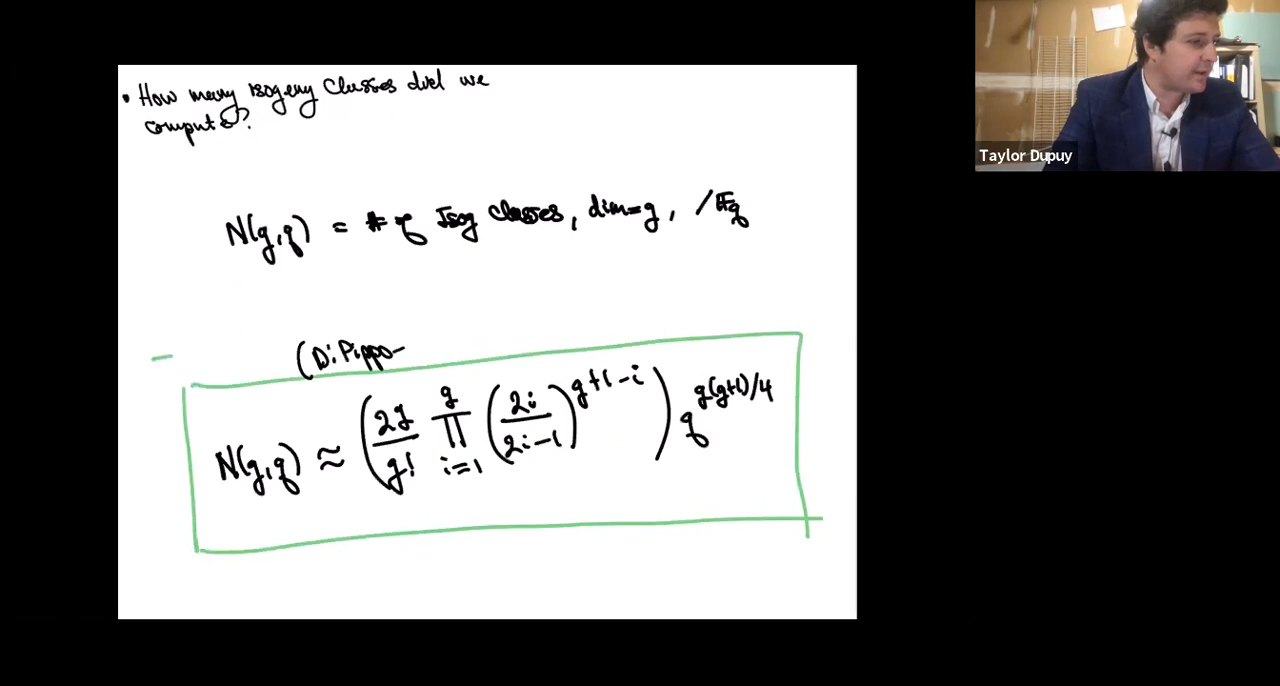 • How many isogeny classes did we
compute?
N(g,q) = # of Isog classes, dim=g, /𝔽q
(DiPippo-
N(g,q) ≈ (2g/g! ∏_{i=1}^{g} (2i/(2i-1))^{g+1-i}) q^{g(g+1)/4}
Taylor Dupuy